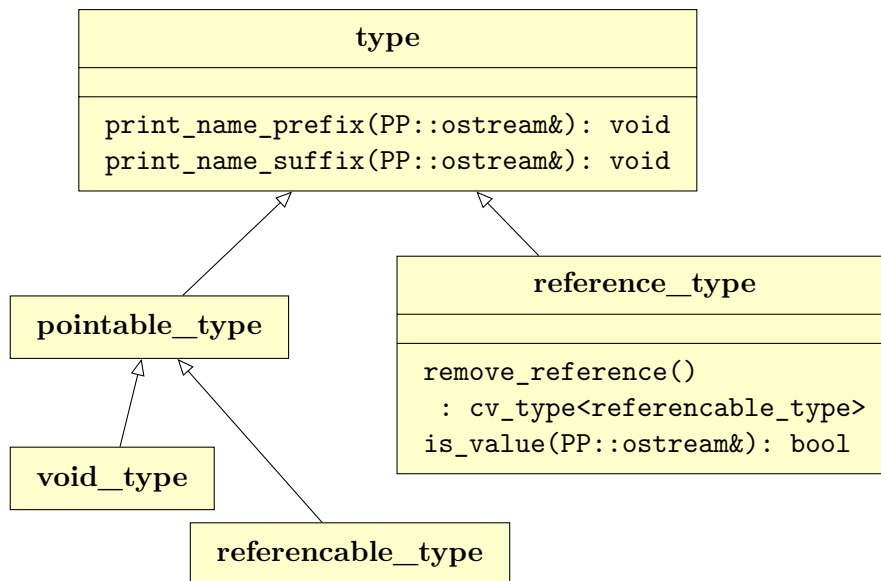 type
print_name_prefix(PP::ostream&): void
print_name_suffix(PP::ostream&): void
reference_type
pointable_type
remove_reference()
: cv_type<referencable_type>
is_value(PP::ostream&): bool
void_type
referencable_type